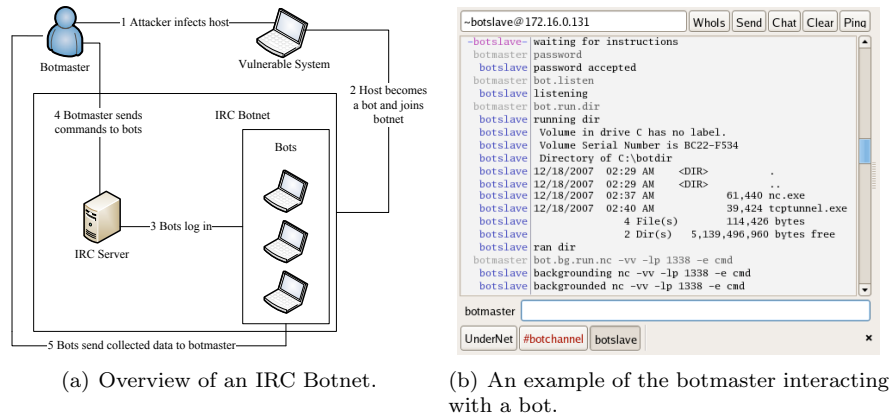 1 Attacker infects host
Botmaster
Vulnerable System
2 Host becomes
a bot and joins
botnet
4 Botmaster sends
commands to bots
IRC Botnet
Bots
3 Bots log in
IRC Server
5 Bots send collected data to botmaster
(a) Overview of an IRC Botnet.
~botslave@172.16.0.131 WhoIs Send Chat Clear Ping
-botslave- waiting for instructions
botmaster password
botslave password accepted
botmaster bot.listen
botslave listening
botmaster bot.run.dir
botslave running dir
botslave Volume in drive C has no label.
botslave Volume Serial Number is BC22-F534
botslave Directory of C:\botdir
botslave 12/18/2007 02:29 AM <DIR> .
botslave 12/18/2007 02:29 AM <DIR> ..
botslave 12/18/2007 02:37 AM 61,440 nc.exe
botslave 12/18/2007 02:40 AM 39,424 tcptunnel.exe
botslave 4 File(s) 114,426 bytes
botslave 2 Dir(s) 5,139,496,960 bytes free
botslave ran dir
botmaster bot.bg.run.nc -vv -lp 1338 -e cmd
botslave backgrounding nc -vv -lp 1338 -e cmd
botslave backgrounded nc -vv -lp 1338 -e cmd
botmaster
UnderNet #botchannel botslave ×
(b) An example of the botmaster interacting
with a bot.